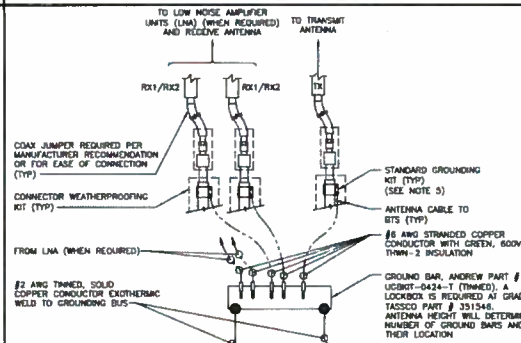 TO LOW NOISE AMPLIFIER
UNITS (LNA) (WHEN REQUIRED)
AND RECEIVE ANTENNA
TO TRANSMIT
ANTENNA
RX1/RX2
RX1/RX2
TX
COAX JUMPER REQUIRED PER
MANUFACTURER RECOMMENDATION
OR FOR EASE OF CONNECTION
(TYP)
CONNECTOR WEATHERPROOFING
KIT (TYP)
STANDARD GROUNDING
KIT (TYP)
(SEE NOTE 5)
ANTENNA CABLE TO
BTS (TYP)
FROM LNA (WHEN REQUIRED)
#6 AWG STRANDED COPPER
CONDUCTOR WITH GREEN, 600V
THWN-2 INSULATION
#2 AWG TINNED, SOLID
COPPER CONDUCTOR EXOTHERMIC
WELD TO GROUNDING BUS
GROUND BAR, ANDREW PART #
UGBKIT-0424-T (TINNED), A
LOCKBOX IS REQUIRED AT
TASSCO PART # 351546.
ANTENNA HEIGHT WILL
NUMBER OF GROUND BARS AND
THEIR LOCATION